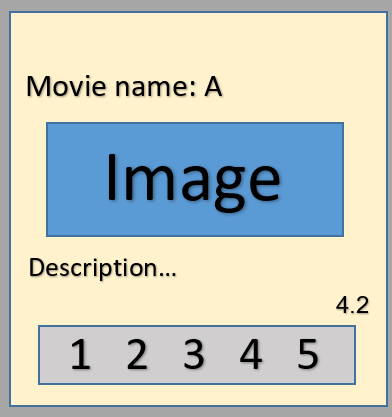 Movie name: A
Image
Description...
4.2
1 2 3 4 5